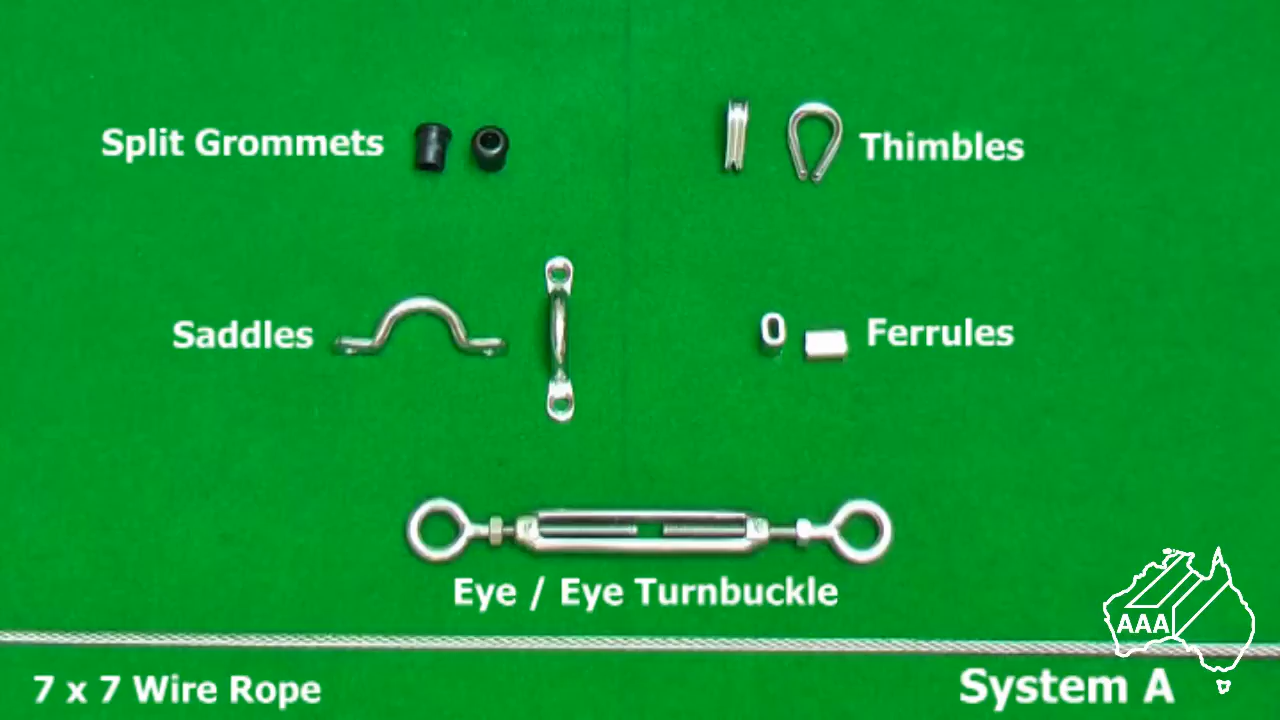 Split Grommets
Thimbles
Saddles
Ferrules
Eye / Eye Turnbuckle
AAA
7 x 7 Wire Rope
System A